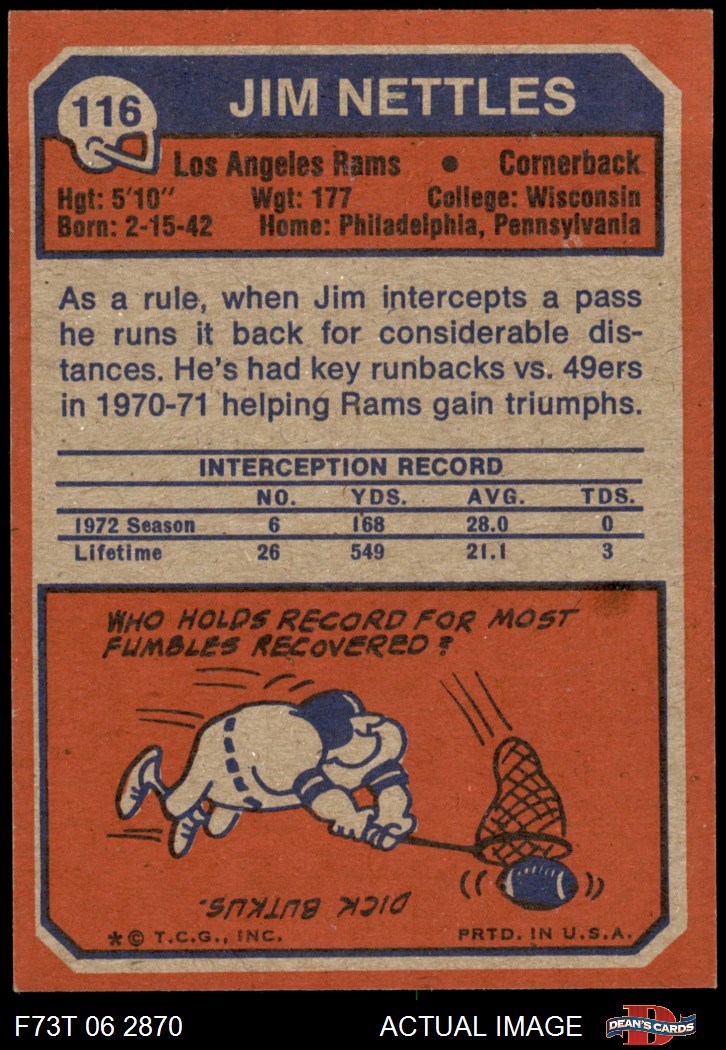 116
JIM NETTLES
Los Angeles Rams • Cornerback
Hgt: 5'10" Wgt: 177 College: Wisconsin
Born: 2-15-42 Home: Philadelphia, Pennsylvania
As a rule, when Jim intercepts a pass
he runs it back for considerable dis-
tances. He's had key runbacks vs. 49ers
in 1970-71 helping Rams gain triumphs.
INTERCEPTION RECORD
NO. YDS. AVG. TDS.
1972 Season 6 168 28.0 0
Lifetime 26 549 21.1 3
WHO HOLDS RECORD FOR MOST
FUMBLES RECOVERED?
DICK BUTKUS.
* © T.C.G., INC. PRTD. IN U.S.A.
F73T 06 2870 ACTUAL IMAGE D DEAN'S CARDS